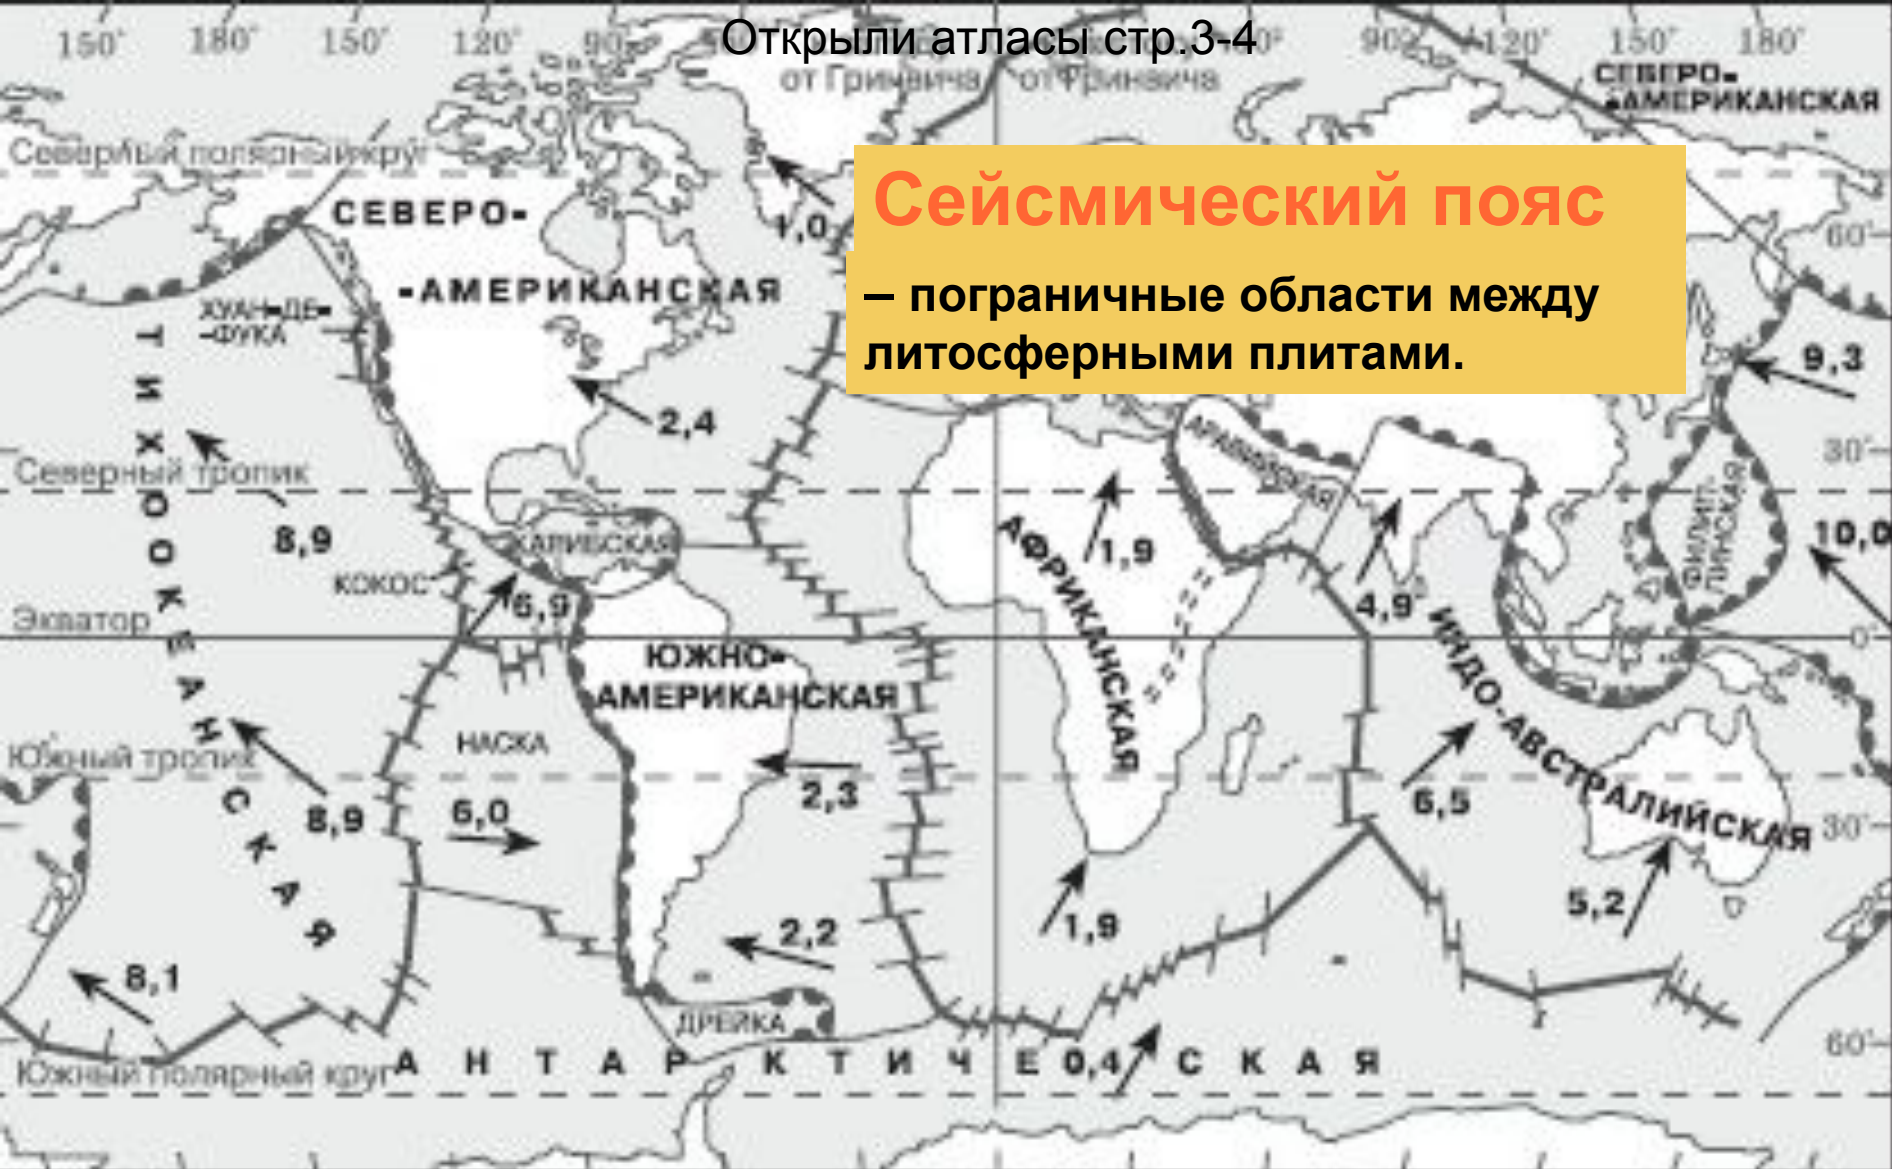 Открыли атласы стр.3-4
150° 180° 150° 120° 90° 90° 120° 150° 180°
от Гринвича от Гринвича
СЕВЕРО-
-АМЕРИКАНСКАЯ
Северный полярный круг
Сейсмический пояс
– пограничные области между
литосферными плитами.
СЕВЕРО-
-АМЕРИКАНСКАЯ
1,0
60°
ХУАН-ДЕ-
-ФУКА
9,3
2,4
АРАВИЙСКАЯ
30°
Северный тропик
ФИЛИП-
ПИНСКАЯ
8,9
КАРИБСКАЯ
1,9
10,0
КОКОС
6,9
4,9
Экватор
0°
ТИХООКЕАНСКАЯ
ЮЖНО-
АМЕРИКАНСКАЯ
АФРИКАНСКАЯ
ИНДО-АВСТРАЛИЙСКАЯ
НАСКА
Южный тропик
2,3
8,9
6,0
6,5
30°
5,2
2,2
1,9
8,1
ДРЕЙКА
60°
АНТАРКТИЧЕСКАЯ
0,4
Южный полярный круг